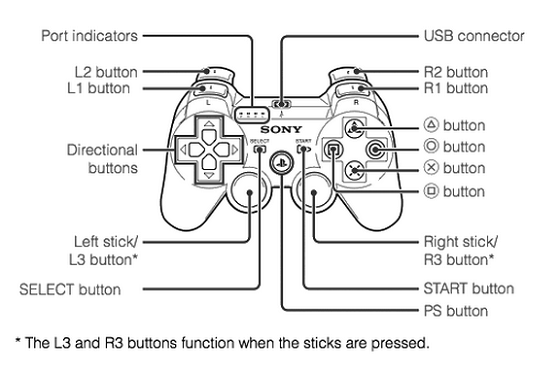 Port indicators
USB connector
L2 button
R2 button
L1 button
R1 button
L
R
SONY
SELECT
START
△ button
○ button
Directional
buttons
× button
□ button
Left stick/
L3 button*
Right stick/
R3 button*
SELECT button
START button
PS button
* The L3 and R3 buttons function when the sticks are pressed.